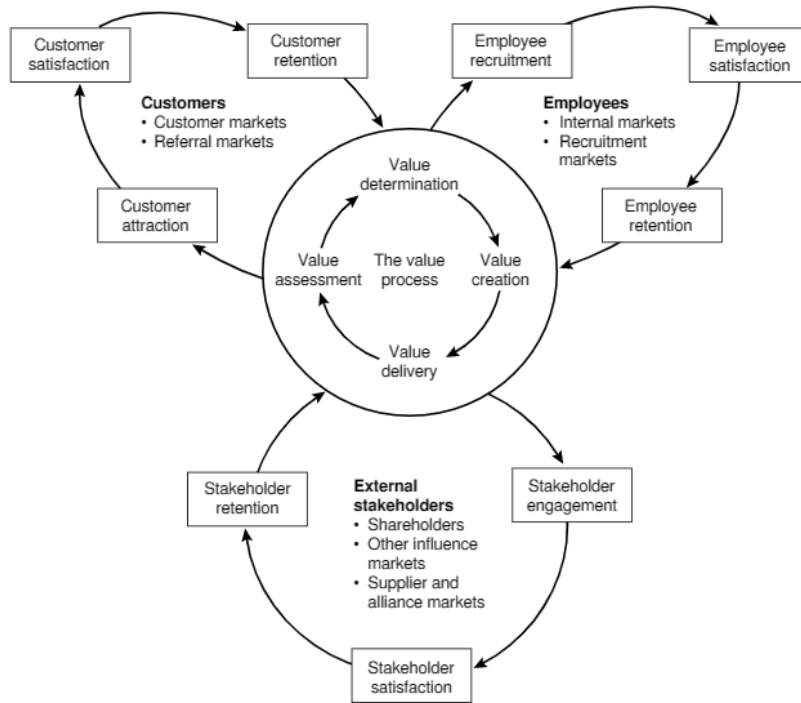 Customer
satisfaction
Customer
retention
Employee
recruitment
Employee
satisfaction
Customers
• Customer markets
• Referral markets
Employees
• Internal markets
• Recruitment
markets
Customer
attraction
Employee
retention
Value
determination
Value
assessment
The value
process
Value
creation
Value
delivery
Stakeholder
retention
External
stakeholders
• Shareholders
• Other influence
markets
• Supplier and
alliance markets
Stakeholder
engagement
Stakeholder
satisfaction